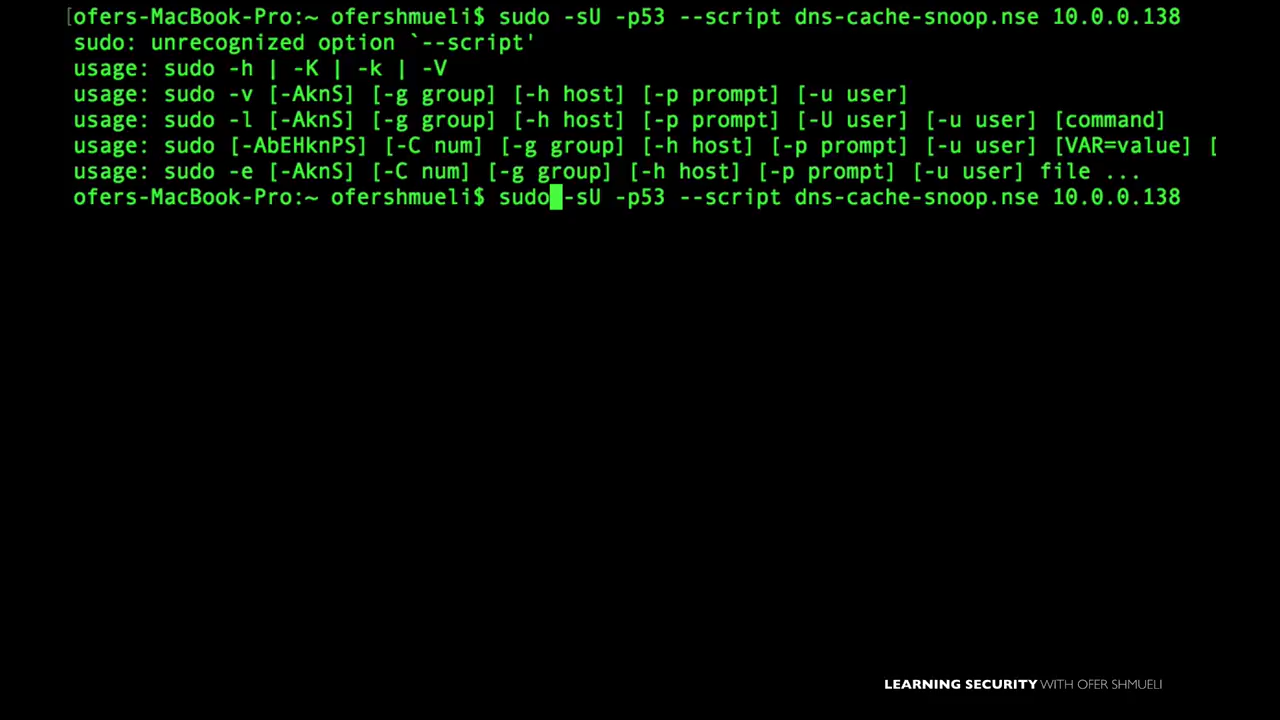 [ofers-MacBook-Pro:~ ofershmueli$ sudo -sU -p53 --script dns-cache-snoop.nse 10.0.0.138
sudo: unrecognized option `--script'
usage: sudo -h | -K | -k | -V
usage: sudo -v [-AknS] [-g group] [-h host] [-p prompt] [-u user]
usage: sudo -l [-AknS] [-g group] [-h host] [-p prompt] [-U user] [-u user] [command]
usage: sudo [-AbEHknPS] [-C num] [-g group] [-h host] [-p prompt] [-u user] [VAR=value] [
usage: sudo -e [-AknS] [-C num] [-g group] [-h host] [-p prompt] [-u user] file ...
ofers-MacBook-Pro:~ ofershmueli$ sudo -sU -p53 --script dns-cache-snoop.nse 10.0.0.138
LEARNING SECURITY WITH OFER SHMUELI